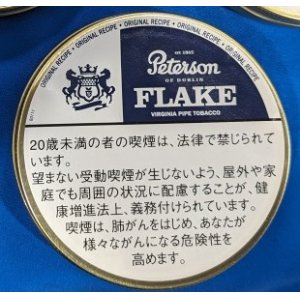 ORIGINAL RECIPE • ORIGINAL RECIPE • ORIGINAL RECIPE
EST 1865
Peterson
OF DUBLIN
FLAKE
VIRGINIA PIPE TOBACCO
20歳未満の者の喫煙は、法律で禁じられて
います。
望まない受動喫煙が生じないよう、屋外や家
庭でも周囲の状況に配慮することが、健
康増進法上、義務付けられています。
喫煙は、肺がんをはじめ、あなたが
様々ながんになる危険性を
高めます。